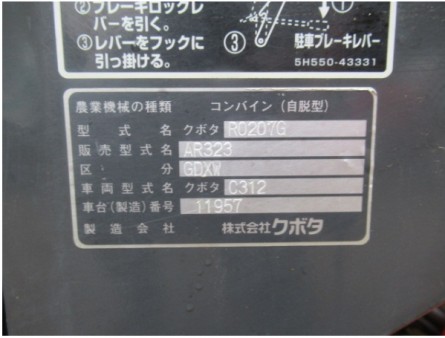 ②ブレーキロックレ
バーを引く。
③レバーをフックに
引っ掛ける。
①
③
駐車ブレーキレバー
5H550-43331
農業機械の種類 コンバイン(自脱型)
型式名 クボタ RO207G
販売型式名 AR323
区分 GDXW
車両型式名 クボタ C312
車台(製造)番号 11957
製造会社 株式会社クボタ